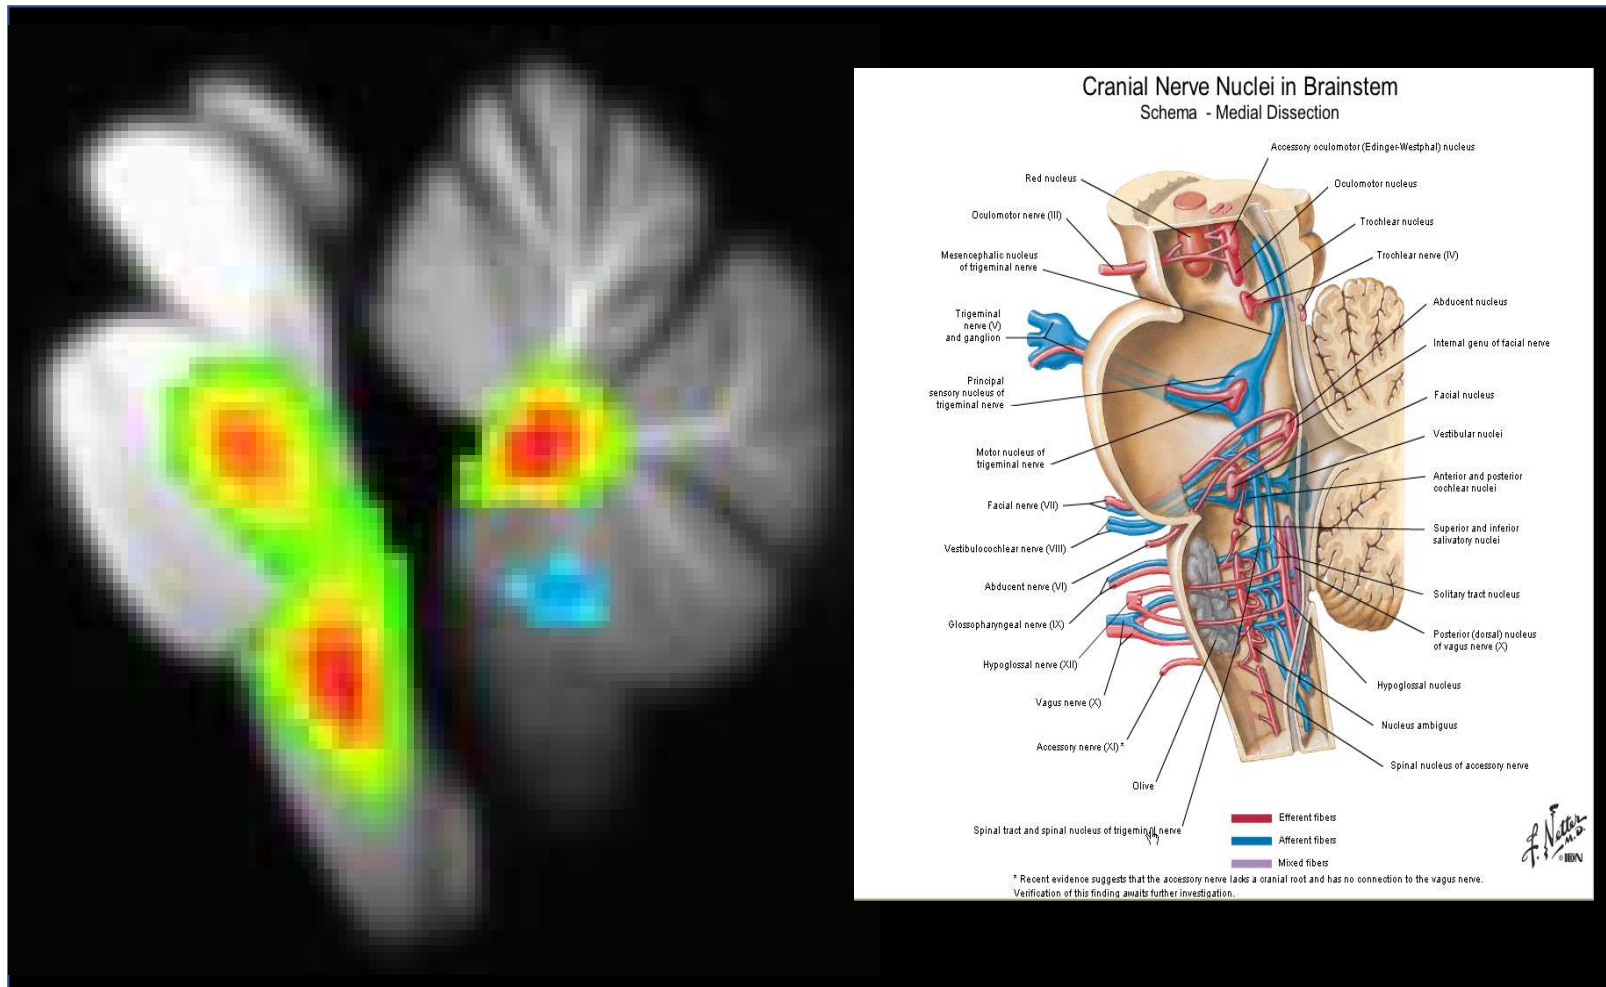 Cranial Nerve Nuclei in Brainstem
Schema - Medial Dissection
Accessory oculomotor (Edinger-Westphal) nucleus
Red nucleus
Oculomotor nucleus
Oculomotor nerve (III)
Trochlear nucleus
Mesencephalic nucleus
of trigeminal nerve
Trochlear nerve (IV)
Abducent nucleus
Trigeminal
nerve (V)
and ganglion
Internal genu of facial nerve
Principal
sensory nucleus of
trigeminal nerve
Facial nucleus
Vestibular nuclei
Motor nucleus of
trigeminal nerve
Anterior and posterior
cochlear nuclei
Facial nerve (VII)
Superior and inferior
salivatory nuclei
Vestibulocochlear nerve (VIII)
Abducent nerve (VI)
Solitary tract nucleus
Glossopharyngeal nerve (IX)
Posterior (dorsal) nucleus
of vagus nerve (X)
Hypoglossal nerve (XII)
Hypoglossal nucleus
Vagus nerve (X)
Nucleus ambiguus
Accessory nerve (XI)*
Spinal nucleus of accessory nerve
Olive
Spinal tract and spinal nucleus of trigeminal nerve
Efferent fibers
Afferent fibers
Mixed fibers
F. Netter
M.D.
© ICON
* Recent evidence suggests that the accessory nerve lacks a cranial root and has no connection to the vagus nerve.
Verification of this finding awaits further investigation.